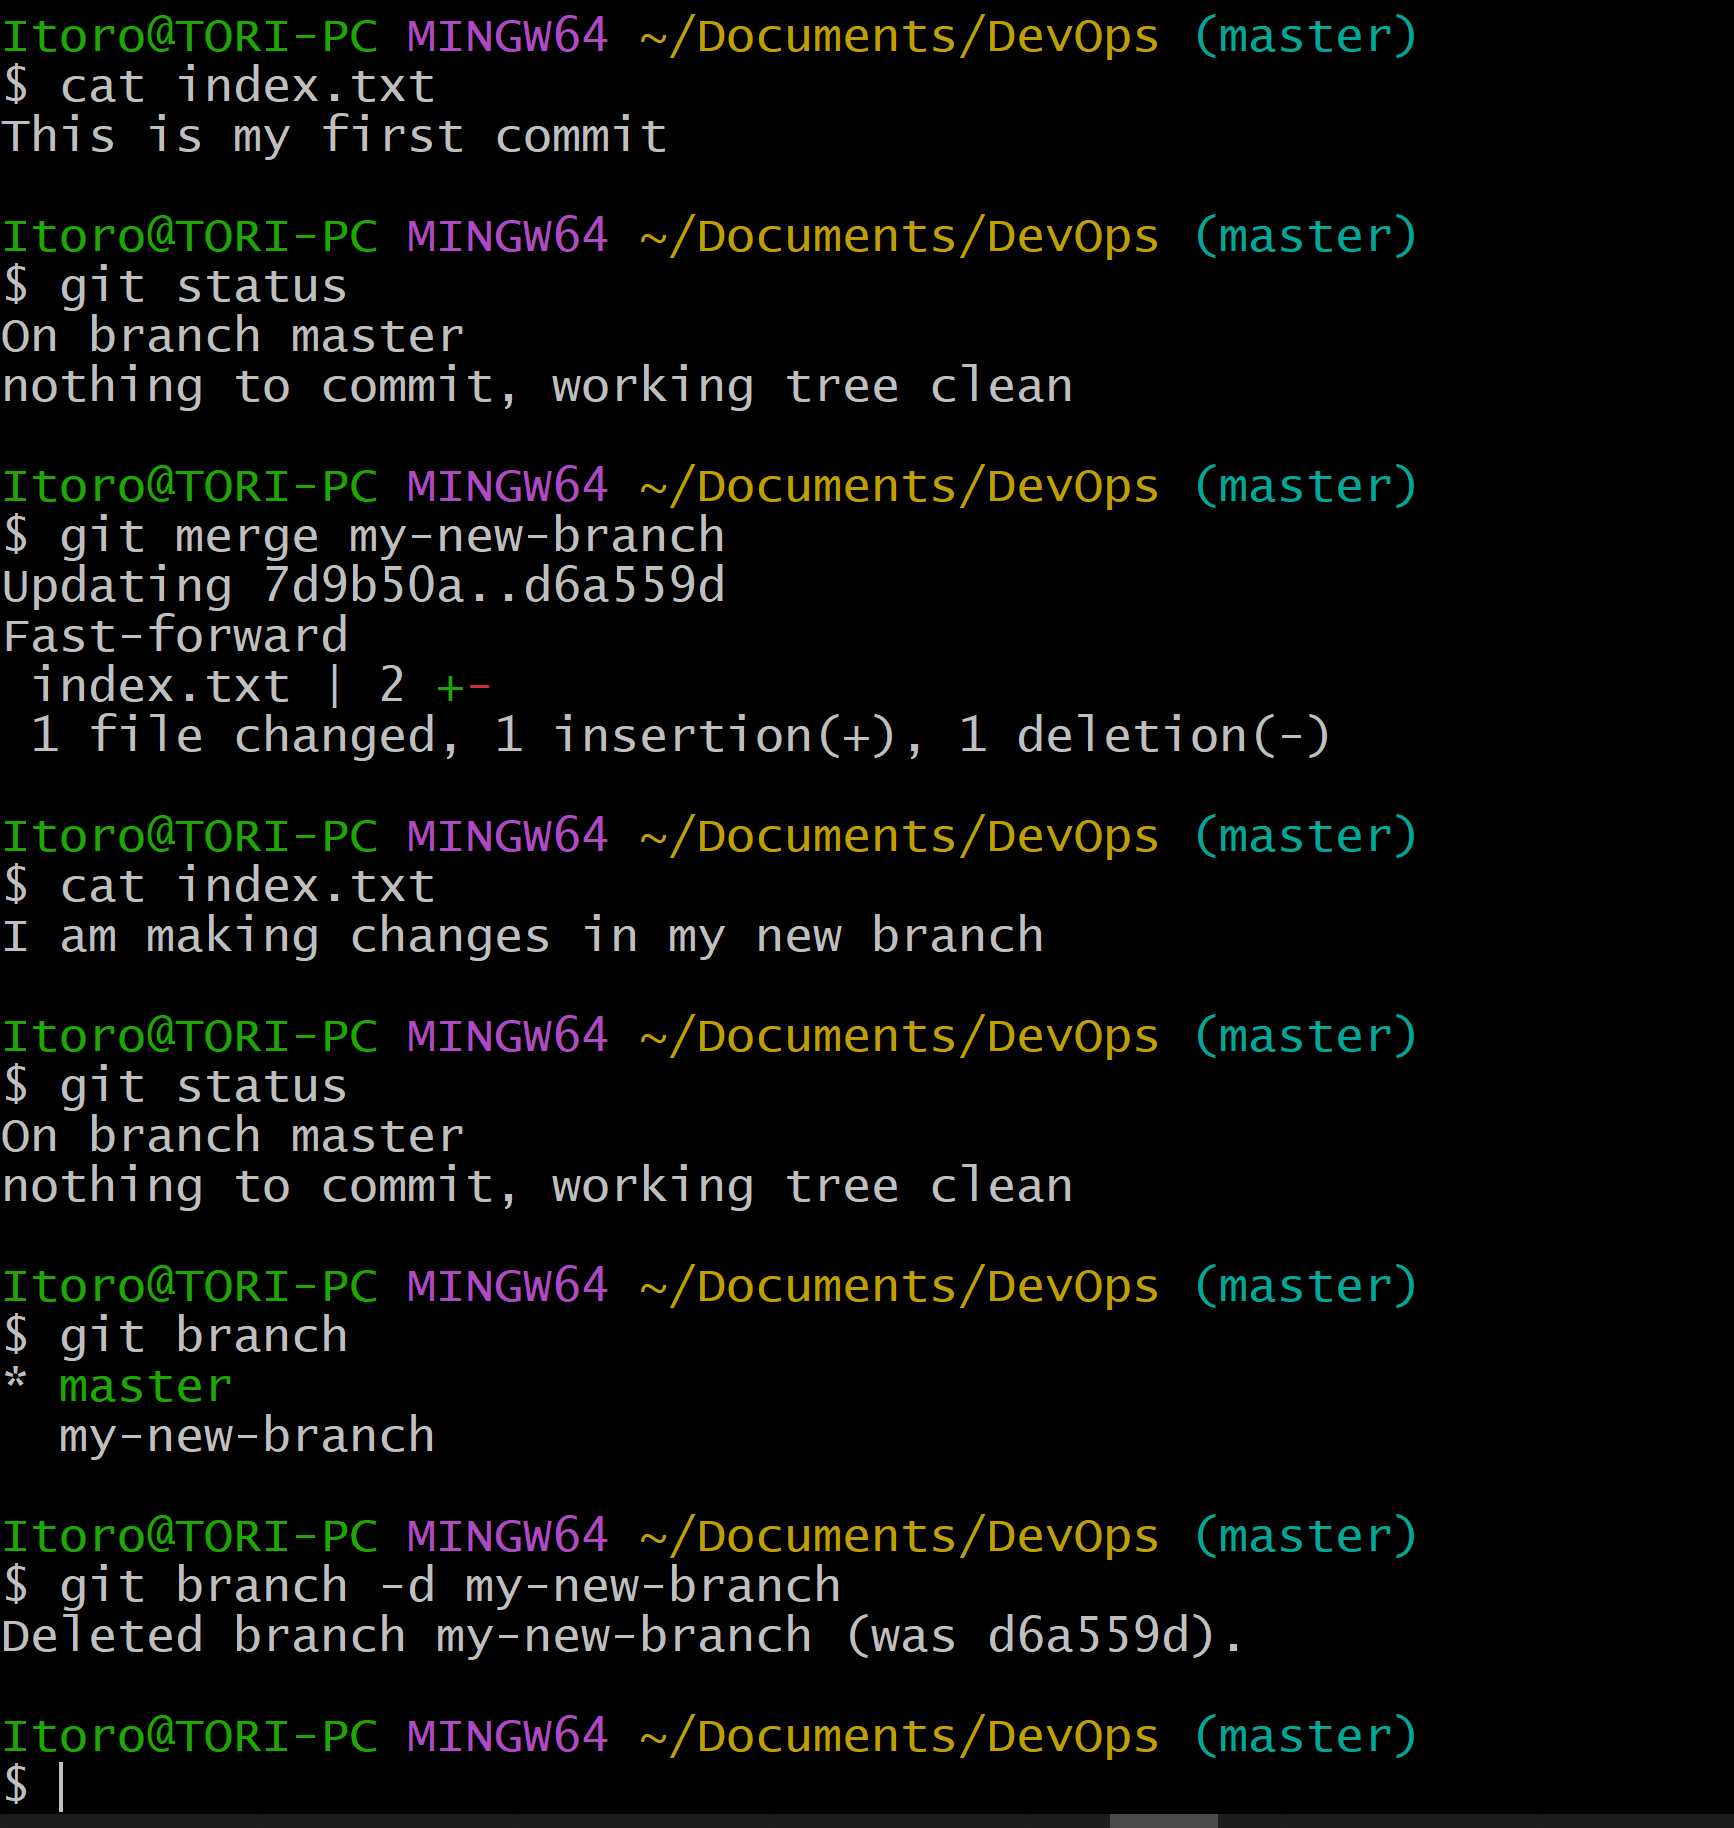 Itoro@TORI-PC MINGW64 ~/Documents/DevOps (master)
$ cat index.txt
This is my first commit

Itoro@TORI-PC MINGW64 ~/Documents/DevOps (master)
$ git status
On branch master
nothing to commit, working tree clean

Itoro@TORI-PC MINGW64 ~/Documents/DevOps (master)
$ git merge my-new-branch
Updating 7d9b50a..d6a559d
Fast-forward
 index.txt | 2 +-
 1 file changed, 1 insertion(+), 1 deletion(-)

Itoro@TORI-PC MINGW64 ~/Documents/DevOps (master)
$ cat index.txt
I am making changes in my new branch

Itoro@TORI-PC MINGW64 ~/Documents/DevOps (master)
$ git status
On branch master
nothing to commit, working tree clean

Itoro@TORI-PC MINGW64 ~/Documents/DevOps (master)
$ git branch
* master
  my-new-branch

Itoro@TORI-PC MINGW64 ~/Documents/DevOps (master)
$ git branch -d my-new-branch
Deleted branch my-new-branch (was d6a559d).

Itoro@TORI-PC MINGW64 ~/Documents/DevOps (master)
$